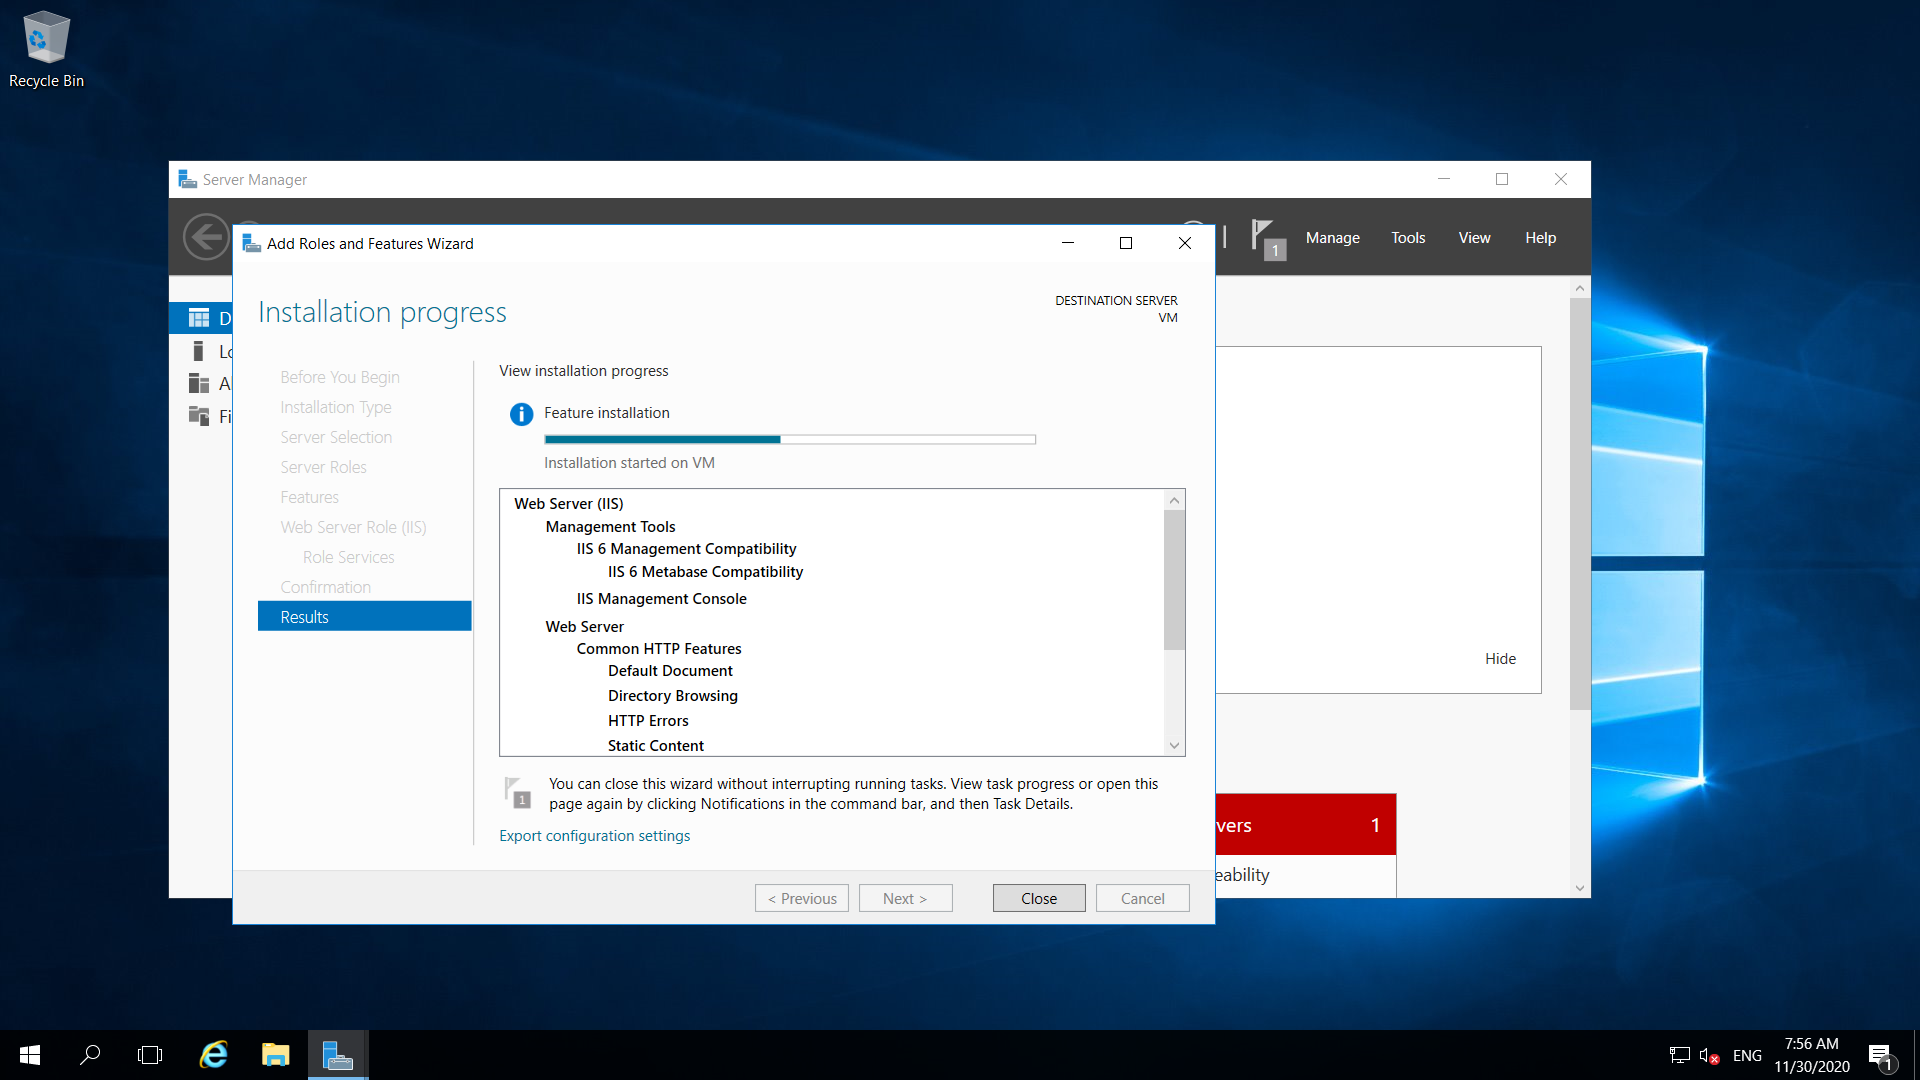 Recycle Bin
Server Manager
1
Manage
Tools
View
Help
Add Roles and Features Wizard
Installation progress
DESTINATION SERVER
VM
D
Lo
A
Fi
Before You Begin
Installation Type
Server Selection
Server Roles
Features
Web Server Role (IIS)
Role Services
Confirmation
Results
View installation progress
Feature installation
Installation started on VM
Web Server (IIS)
Management Tools
IIS 6 Management Compatibility
IIS 6 Metabase Compatibility
IIS Management Console
Web Server
Common HTTP Features
Default Document
Directory Browsing
HTTP Errors
Static Content
1
You can close this wizard without interrupting running tasks. View task progress or open this
page again by clicking Notifications in the command bar, and then Task Details.
Export configuration settings
< Previous
Next >
Close
Cancel
Hide
vers 1
eability
ENG
7:56 AM
11/30/2020
1